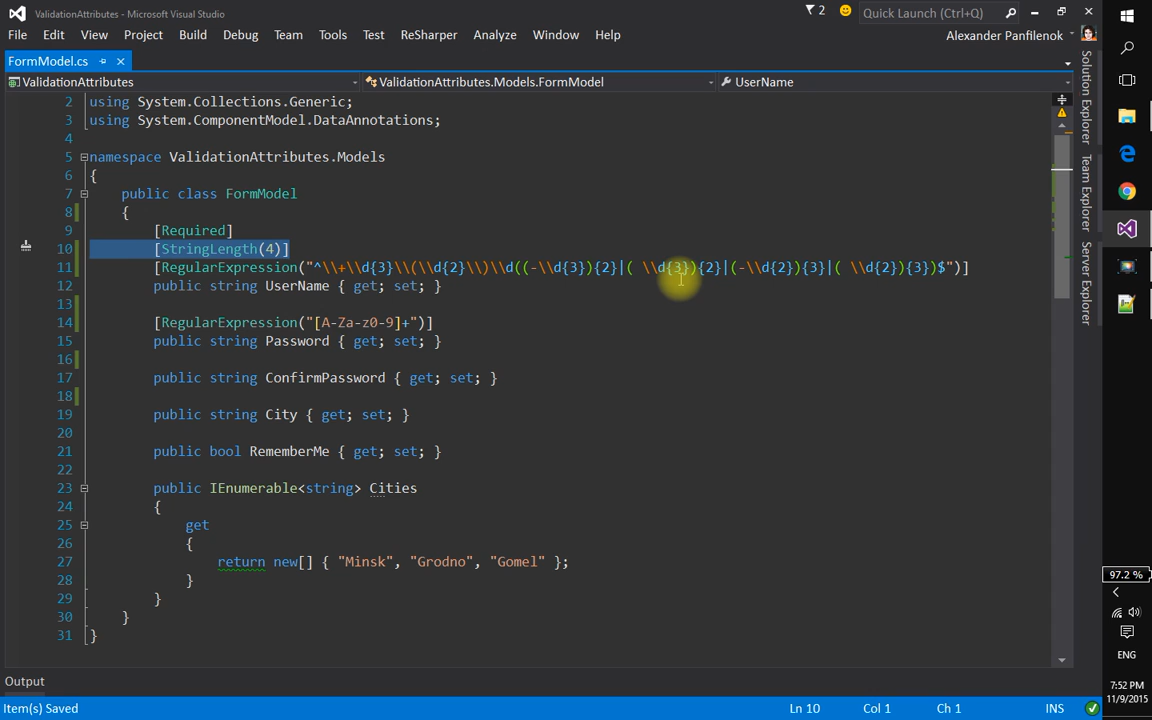 ValidationAttributes - Microsoft Visual Studio
2
Quick Launch (Ctrl+Q)
File Edit View Project Build Debug Team Tools Test ReSharper Analyze Window Help
Alexander Panfilenok
FormModel.cs
ValidationAttributes
ValidationAttributes.Models.FormModel
UserName
2 using System.Collections.Generic;
3 using System.ComponentModel.DataAnnotations;
4
5 namespace ValidationAttributes.Models
6 {
7 public class FormModel
8 {
9 [Required]
10 [StringLength(4)]
11 [RegularExpression("^\\+\\d{3}\\(\\d{2}\\)\\d((-\\d{3}){2}|( \\d{3}){2}|(-\\d{2}){3}|( \\d{2}){3})$")]
12 public string UserName { get; set; }
13
14 [RegularExpression("[A-Za-z0-9]+")]
15 public string Password { get; set; }
16
17 public string ConfirmPassword { get; set; }
18
19 public string City { get; set; }
20
21 public bool RememberMe { get; set; }
22
23 public IEnumerable<string> Cities
24 {
25 get
26 {
27 return new[] { "Minsk", "Grodno", "Gomel" };
28 }
29 }
30 }
31 }
Solution Explorer
Team Explorer
Server Explorer
97.2 %
ENG
7:52 PM
11/9/2015
Output
Item(s) Saved
Ln 10
Col 1
Ch 1
INS